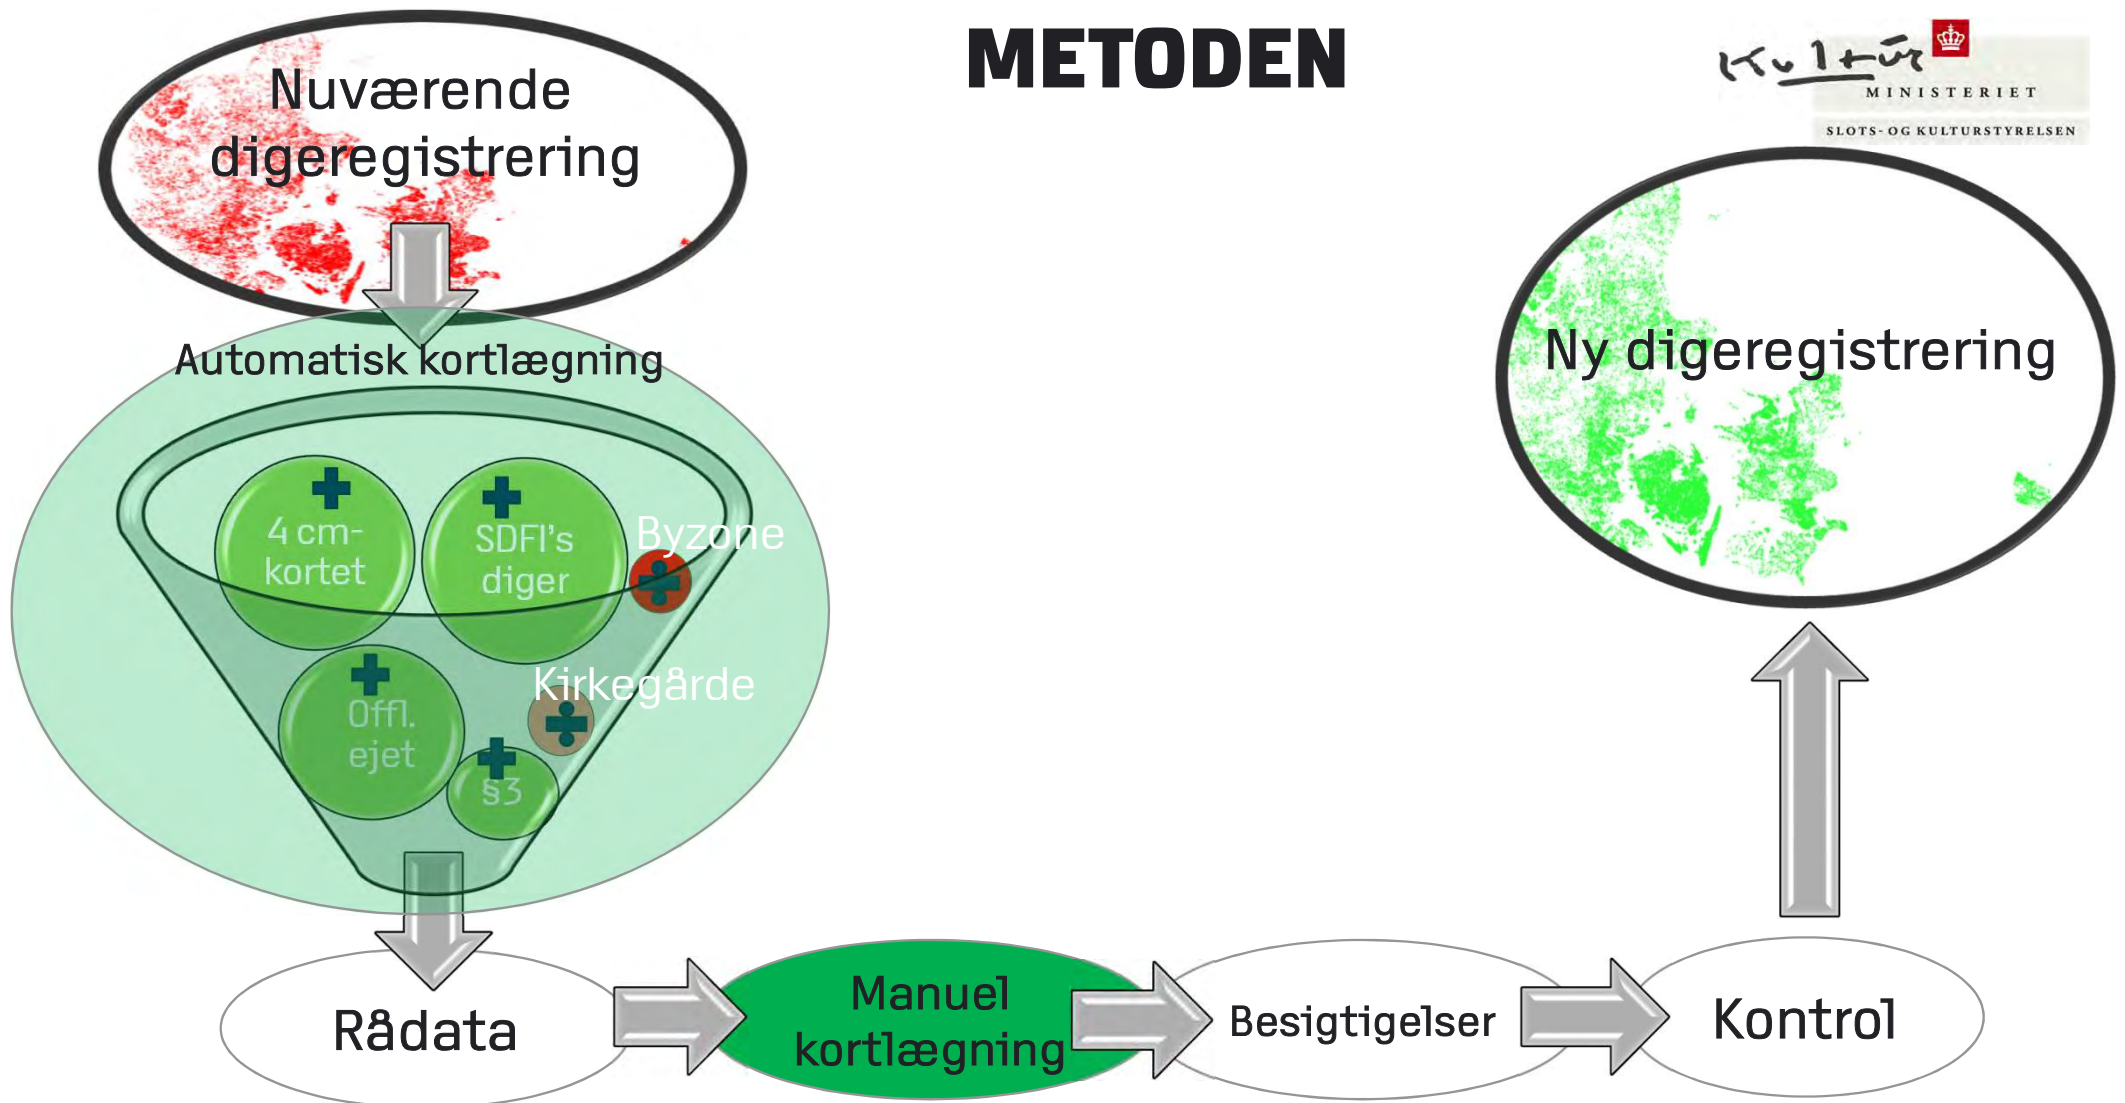 METODEN
Kultur
MINISTERIET
SLOTS- OG KULTURSTYRELSEN
Nuværende
digeregistrering
Automatisk kortlægning
4 cm-
kortet
SDFI's
diger
Byzone
Kirkegårde
Offl.
ejet
§3
Rådata
Manuel
kortlægning
Besigtigelser
Kontrol
Ny digeregistrering